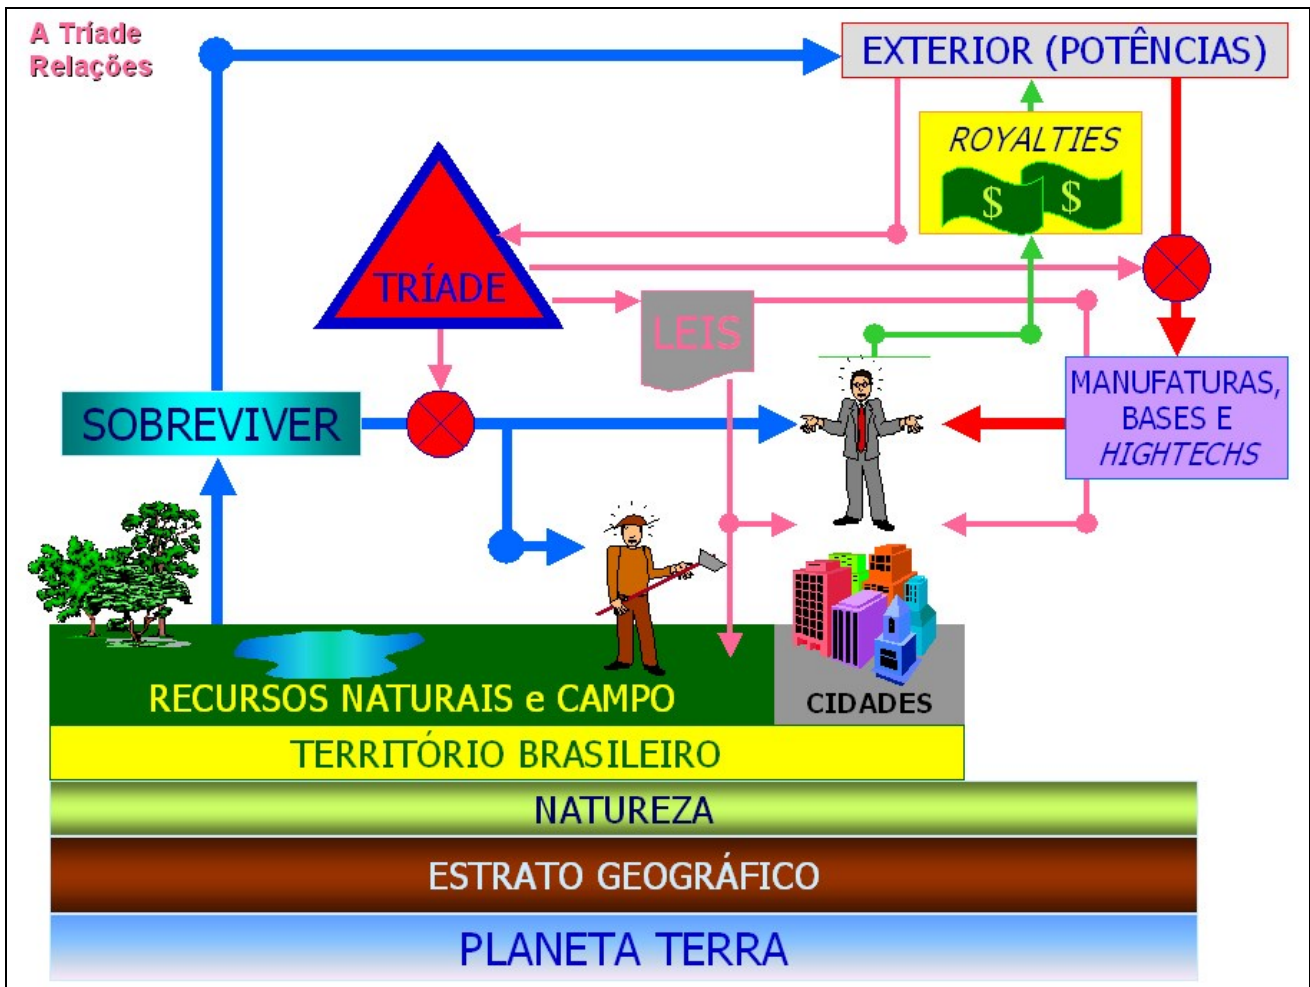 A Tríade
Relações
EXTERIOR (POTÊNCIAS)
ROYALTIES
$ $
TRÍADE
LEIS
MANUFATURAS,
BASES E
HIGHTECHS
SOBREVIVER
RECURSOS NATURAIS e CAMPO
CIDADES
TERRITÓRIO BRASILEIRO
NATUREZA
ESTRATO GEOGRÁFICO
PLANETA TERRA